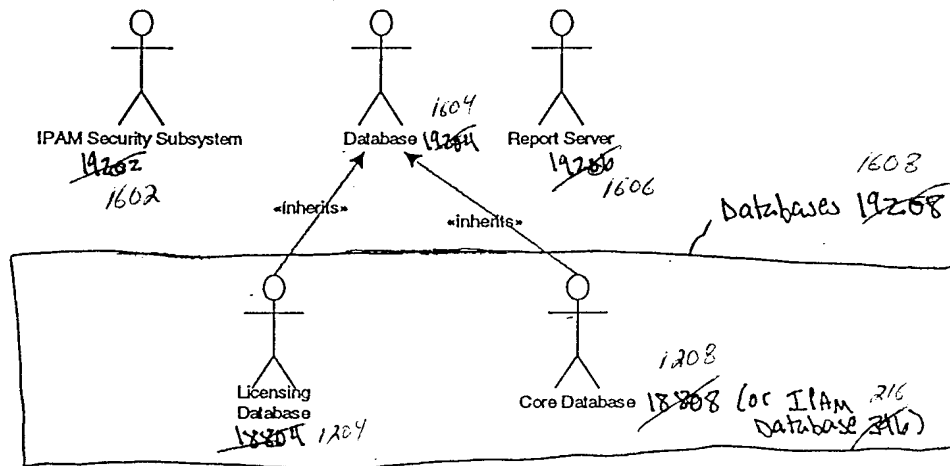 1604
IPAM Security Subsystem
Database 19204
Report Server
19202
19206
1602
1606
1608
Databases 19208
«inherits»
«inherits»
1208
Licensing
Database
Core Database 18808 (or IPAM 216
Database 346)
18804 1204